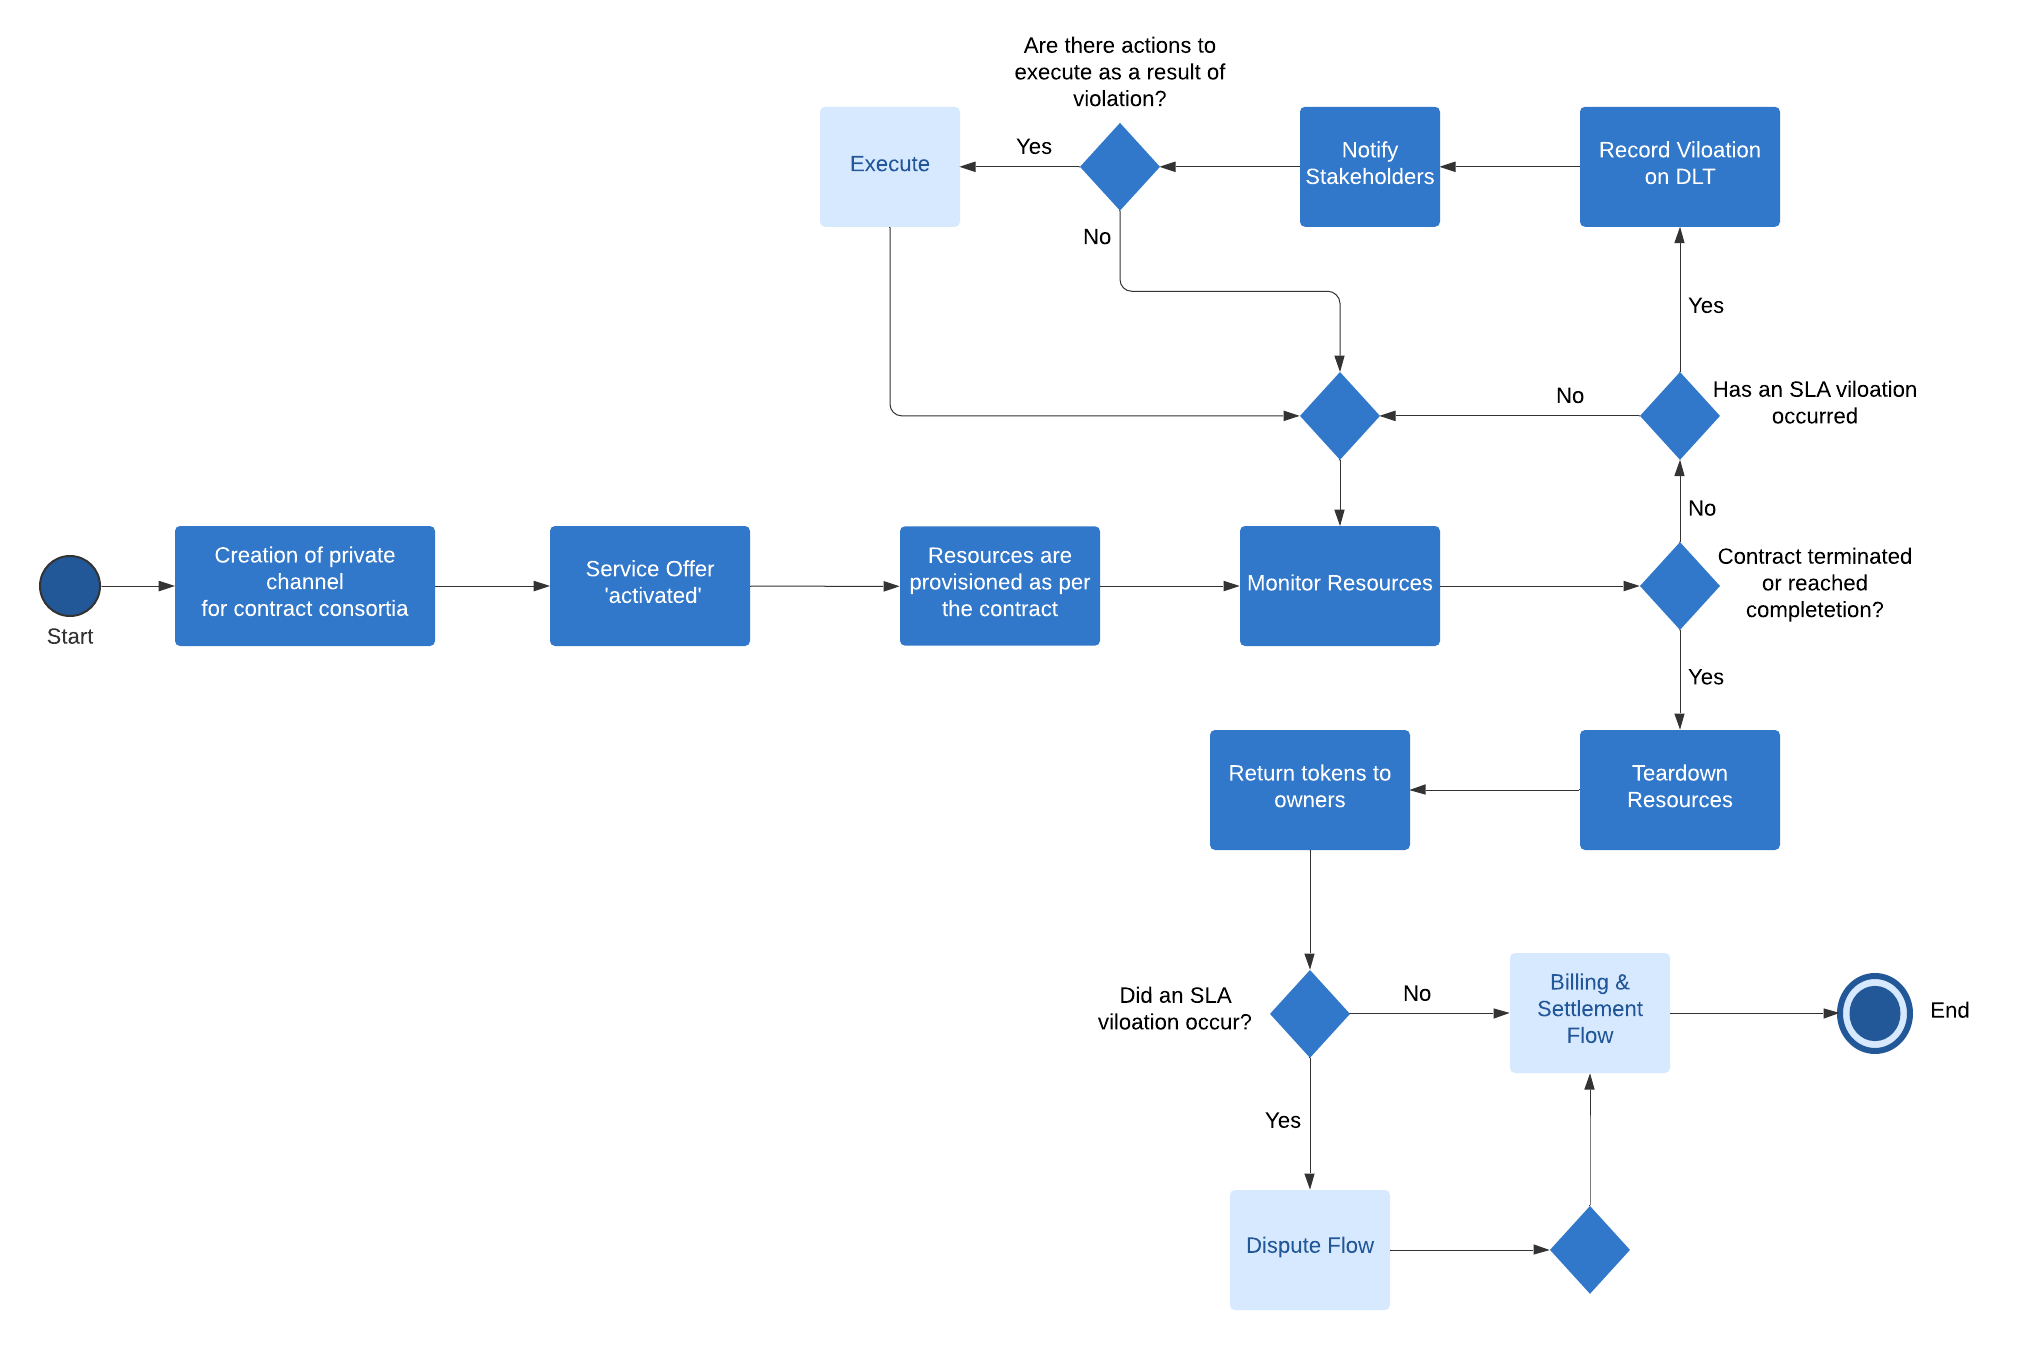 Are there actions to
execute as a result of
violation?
Execute
Yes
Notify
Stakeholders
Record Viloation
on DLT
No
Yes
No
Has an SLA viloation
occurred
No
Start
Creation of private
channel
for contract consortia
Service Offer
'activated'
Resources are
provisioned as per
the contract
Monitor Resources
Contract terminated
or reached
completetion?
Yes
Return tokens to
owners
Teardown
Resources
Did an SLA
viloation occur?
No
Billing &
Settlement
Flow
End
Yes
Dispute Flow